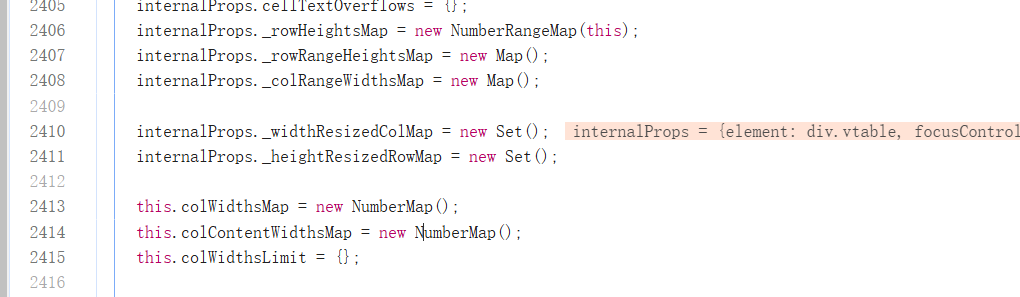 2405 internalProps.cellTextOverflows = {};
2406 internalProps._rowHeightsMap = new NumberRangeMap(this);
2407 internalProps._rowRangeHeightsMap = new Map();
2408 internalProps._colRangeWidthsMap = new Map();
2409
2410 internalProps._widthResizedColMap = new Set(); internalProps = {element: div.vtable, focusControl
2411 internalProps._heightResizedRowMap = new Set();
2412
2413 this.colWidthsMap = new NumberMap();
2414 this.colContentWidthsMap = new NumberMap();
2415 this.colWidthsLimit = {};
2416